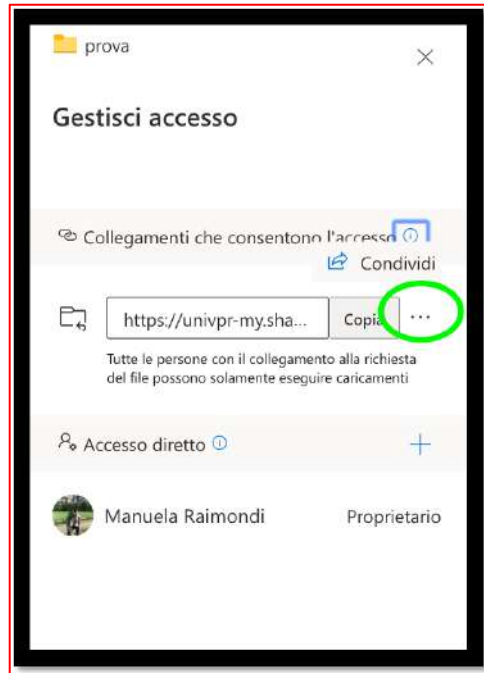 prova
Gestisci accesso
Collegamenti che consentono l'accesso
Condividi
https://univpr-my.sha... Copia ...
Tutte le persone con il collegamento alla richiesta
del file possono solamente eseguire caricamenti
Accesso diretto
Manuela Raimondi Proprietario